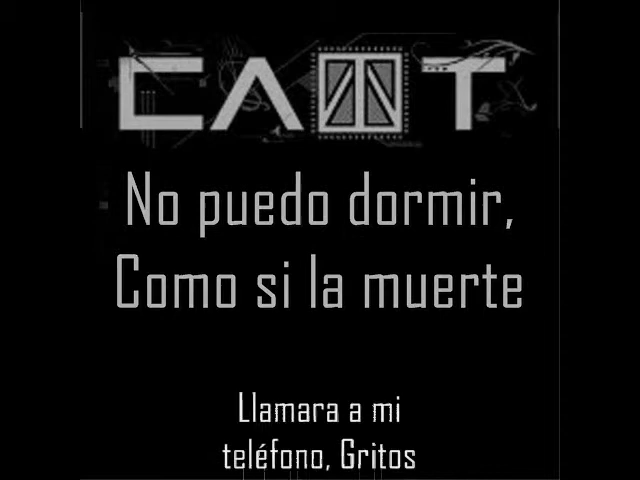 No puedo dormir,
Como si la muerte
Llamara a mi
teléfono, Gritos